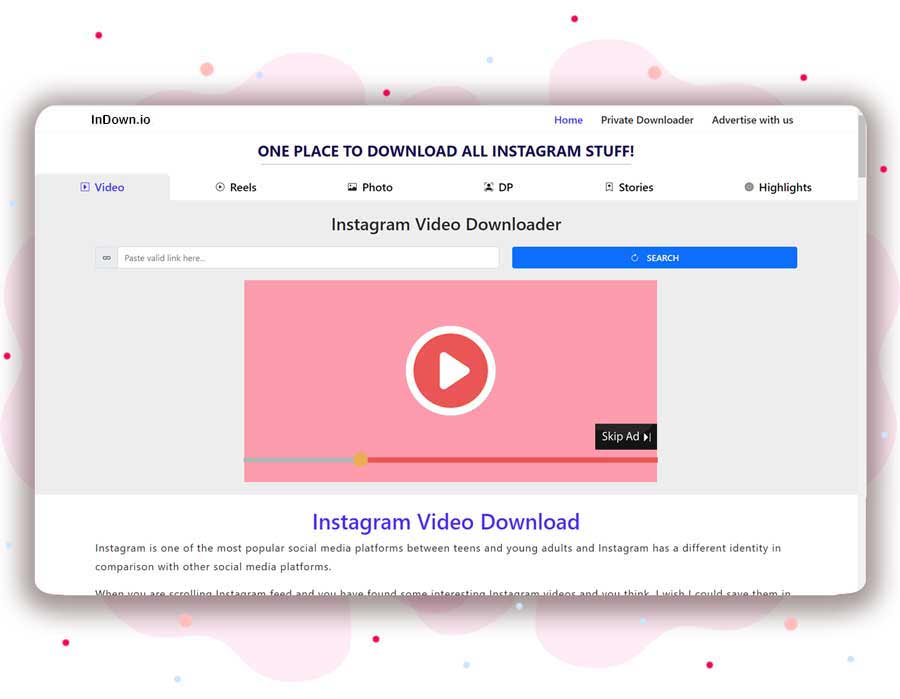 InDown.io
Home Private Downloader Advertise with us
ONE PLACE TO DOWNLOAD ALL INSTAGRAM STUFF!
Video Reels Photo DP Stories Highlights
Instagram Video Downloader
Paste valid link here... SEARCH
Skip Ad
Instagram Video Download
Instagram is one of the most popular social media platforms between teens and young adults and Instagram has a different identity in
comparison with other social media platforms.
When you are scrolling Instagram feed and you have found some interesting Instagram videos and you think, I wish I could save them in